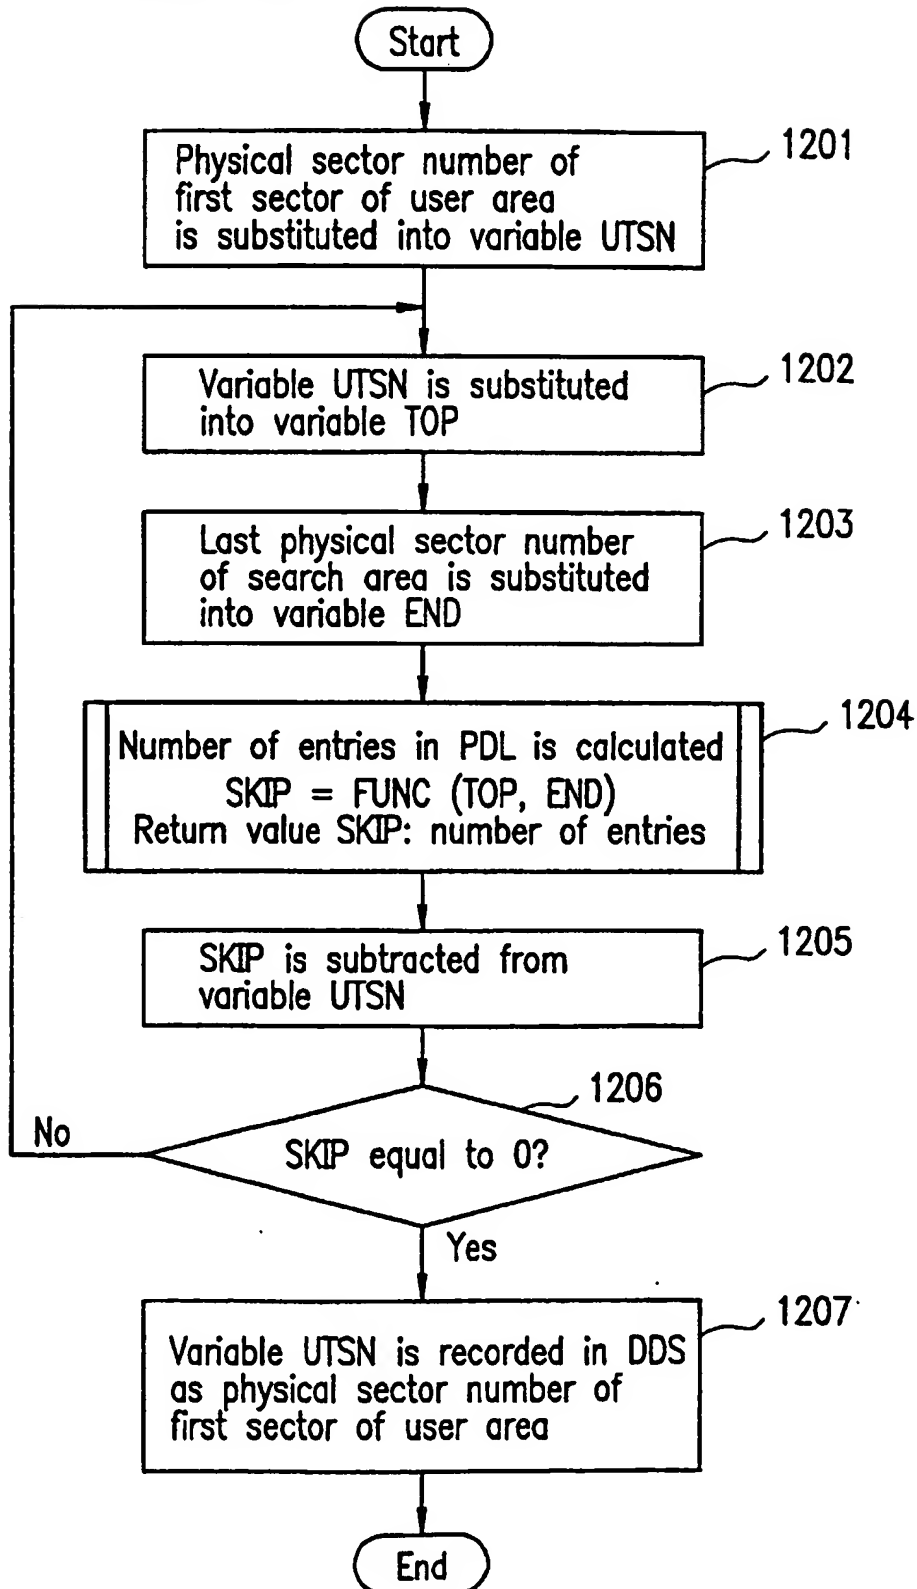 Start
1201
Physical sector number of
first sector of user area
is substituted into variable UTSN
1202
Variable UTSN is substituted
into variable TOP
1203
Last physical sector number
of search area is substituted
into variable END
1204
Number of entries in PDL is calculated
SKIP = FUNC (TOP, END)
Return value SKIP: number of entries
1205
SKIP is subtracted from
variable UTSN
1206
No
SKIP equal to 0?
Yes
1207
Variable UTSN is recorded in DDS
as physical sector number of
first sector of user area
End